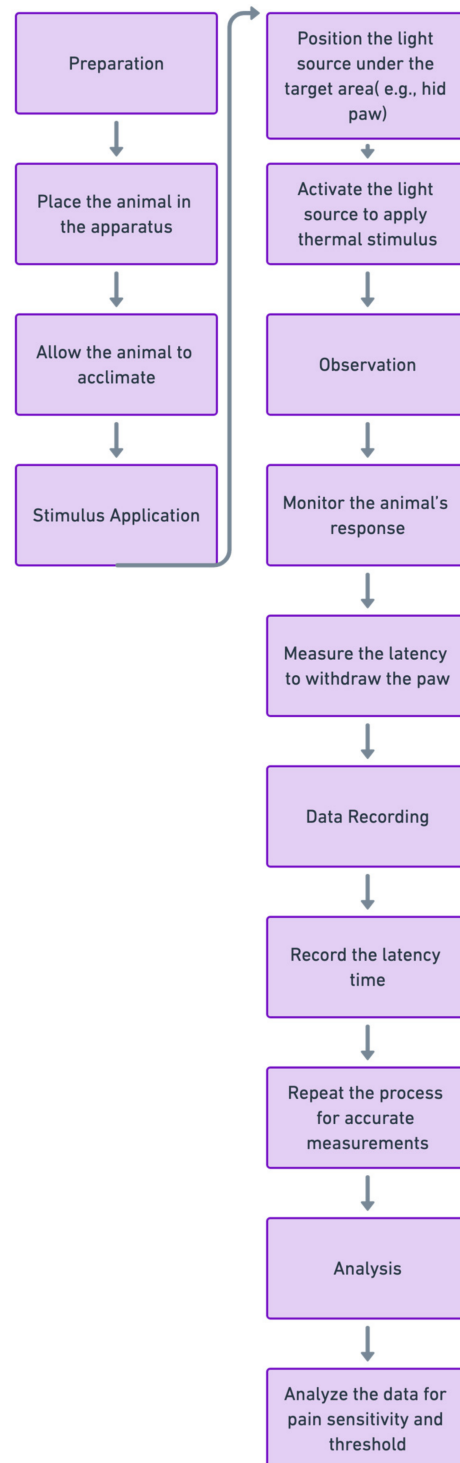 Preparation
Place the animal in
the apparatus
Allow the animal to
acclimate
Stimulus Application
Position the light
source under the
target area( e.g., hid
paw)
Activate the light
source to apply
thermal stimulus
Observation
Monitor the animal's
response
Measure the latency
to withdraw the paw
Data Recording
Record the latency
time
Repeat the process
for accurate
measurements
Analysis
Analyze the data for
pain sensitivity and
threshold